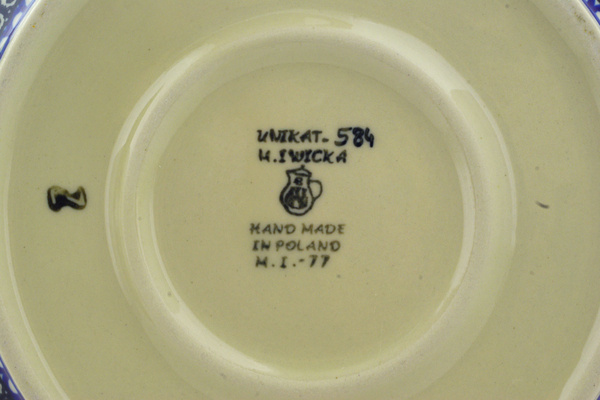 UNIKAT-584
M.IWICKA
HAND MADE
IN POLAND
M.I.-77